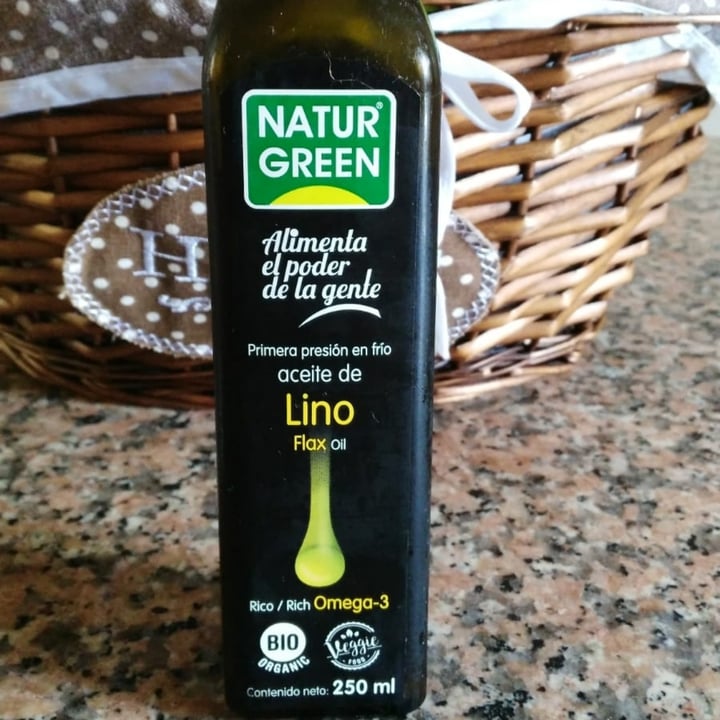 NATUR®
GREEN
Alimenta
el poder
de la gente
Primera presión en frío
aceite de
Lino
Flax Oil
Rico / Rich Omega-3
BIO
ORGANIC
Veggie
FOOD
Contenido neto: 250 ml